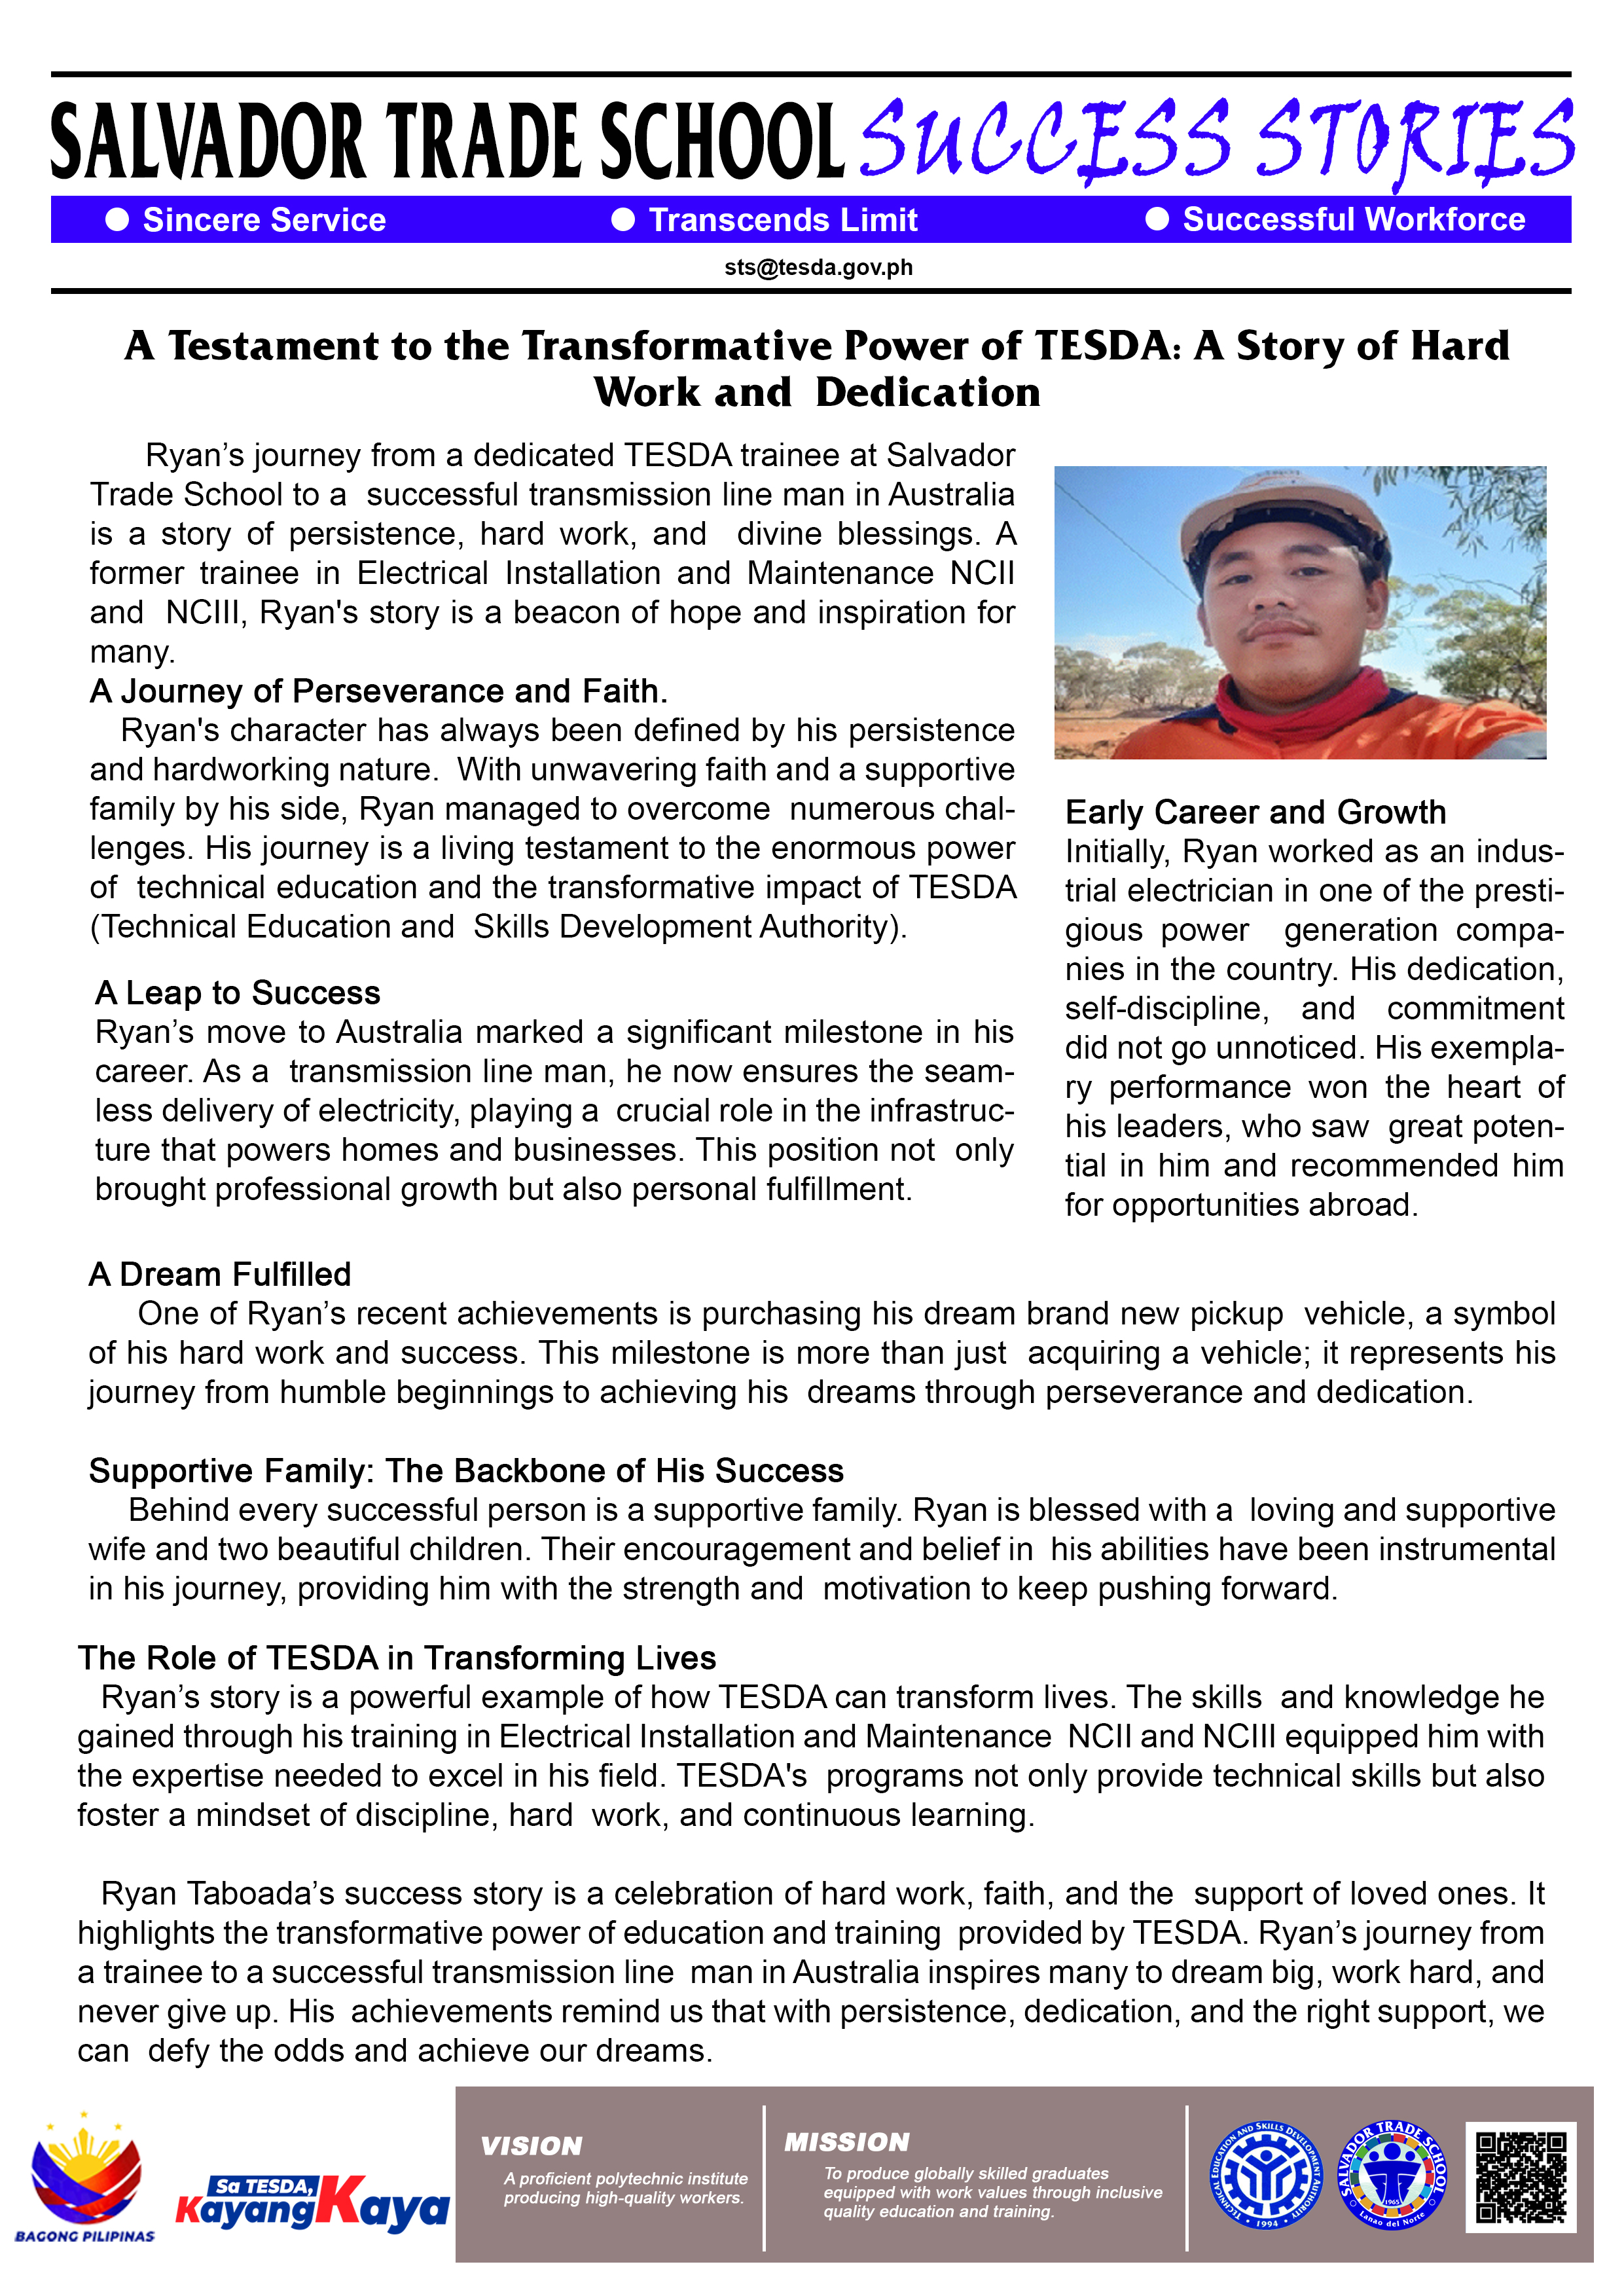 SALVADOR TRADE SCHOOL SUCCESS STORIES
● Sincere Service ● Transcends Limit ● Successful Workforce
sts@tesda.gov.ph
A Testament to the Transformative Power of TESDA: A Story of Hard
Work and Dedication
Ryan’s journey from a dedicated TESDA trainee at Salvador
Trade School to a successful transmission line man in Australia
is a story of persistence, hard work, and divine blessings. A
former trainee in Electrical Installation and Maintenance NCII
and NCIII, Ryan's story is a beacon of hope and inspiration for
many.
A Journey of Perseverance and Faith.
Ryan's character has always been defined by his persistence
and hardworking nature. With unwavering faith and a supportive
family by his side, Ryan managed to overcome numerous chal-
lenges. His journey is a living testament to the enormous power
of technical education and the transformative impact of TESDA
(Technical Education and Skills Development Authority).
A Leap to Success
Ryan’s move to Australia marked a significant milestone in his
career. As a transmission line man, he now ensures the seam-
less delivery of electricity, playing a crucial role in the infrastruc-
ture that powers homes and businesses. This position not only
brought professional growth but also personal fulfillment.
Early Career and Growth
Initially, Ryan worked as an indus-
trial electrician in one of the presti-
gious power generation compa-
nies in the country. His dedication,
self-discipline, and commitment
did not go unnoticed. His exempla-
ry performance won the heart of
his leaders, who saw great poten-
tial in him and recommended him
for opportunities abroad.
A Dream Fulfilled
One of Ryan’s recent achievements is purchasing his dream brand new pickup vehicle, a symbol
of his hard work and success. This milestone is more than just acquiring a vehicle; it represents his
journey from humble beginnings to achieving his dreams through perseverance and dedication.
Supportive Family: The Backbone of His Success
Behind every successful person is a supportive family. Ryan is blessed with a loving and supportive
wife and two beautiful children. Their encouragement and belief in his abilities have been instrumental
in his journey, providing him with the strength and motivation to keep pushing forward.
The Role of TESDA in Transforming Lives
Ryan’s story is a powerful example of how TESDA can transform lives. The skills and knowledge he
gained through his training in Electrical Installation and Maintenance NCII and NCIII equipped him with
the expertise needed to excel in his field. TESDA's programs not only provide technical skills but also
foster a mindset of discipline, hard work, and continuous learning.
Ryan Taboada’s success story is a celebration of hard work, faith, and the support of loved ones. It
highlights the transformative power of education and training provided by TESDA. Ryan’s journey from
a trainee to a successful transmission line man in Australia inspires many to dream big, work hard, and
never give up. His achievements remind us that with persistence, dedication, and the right support, we
can defy the odds and achieve our dreams.
BAGONG PILIPINAS
Sa TESDA,
Kayang Kaya
VISION
A proficient polytechnic institute
producing high-quality workers.
MISSION
To produce globally skilled graduates
equipped with work values through inclusive
quality education and training.
TECHNICAL EDUCATION AND SKILLS DEVELOPMENT AUTHORITY
1994
SALVADOR TRADE SCHOOL
1965
Lanao del Norte